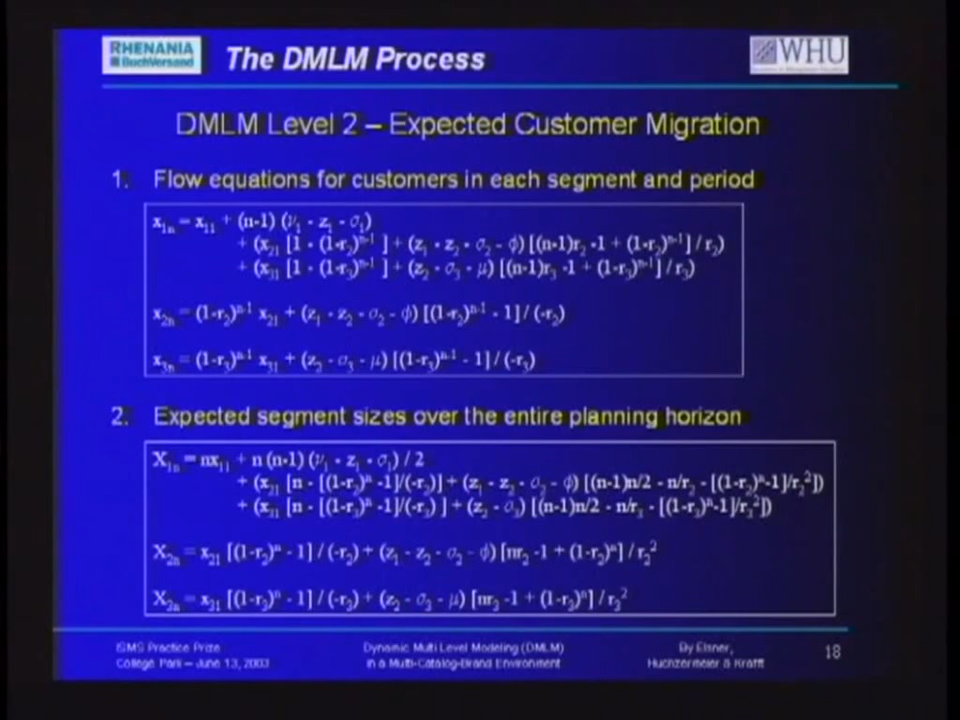 RHENANIA
BuchVersand
The DMLM Process
WHU
DMLM Level 2 – Expected Customer Migration
1. Flow equations for customers in each segment and period
x₁ₙ = x₁₁ + (n-1) (ν₁ - z₁ - σ₁)
+ (x₂₁ [1 - (1-r₂)ⁿ⁻¹ ] + (z₁ - z₂ - σ₂ - ϕ) [(n-1)r₂ -1 + (1-r₂)ⁿ⁻¹] / r₂)
+ (x₃₁ [1 - (1-r₃)ⁿ⁻¹ ] + (z₂ - σ₃ - μ) [(n-1)r₃ -1 + (1-r₃)ⁿ⁻¹] / r₃)
x₂ₙ = (1-r₂)ⁿ⁻¹ x₂₁ + (z₁ - z₂ - σ₂ - ϕ) [(1-r₂)ⁿ⁻¹ - 1] / (-r₂)
x₃ₙ = (1-r₃)ⁿ⁻¹ x₃₁ + (z₂ - σ₃ - μ) [(1-r₃)ⁿ⁻¹ - 1] / (-r₃)
2. Expected segment sizes over the entire planning horizon
X₁ₙ = nx₁₁ + n (n-1) (ν₁ - z₁ - σ₁) / 2
+ (x₂₁ [n - [(1-r₂)ⁿ -1]/(-r₂)] + (z₁ - z₂ - σ₂ - ϕ) [(n-1)n/2 - n/r₂ - [(1-r₂)ⁿ-1]/r₂²])
+ (x₃₁ [n - [(1-r₃)ⁿ -1]/(-r₃) ] + (z₂ - σ₃) [(n-1)n/2 - n/r₃ - [(1-r₃)ⁿ-1]/r₃²])
X₂ₙ = x₂₁ [(1-r₂)ⁿ - 1] / (-r₂) + (z₁ - z₂ - σ₂ - ϕ) [nr₂ -1 + (1-r₂)ⁿ] / r₂²
X₃ₙ = x₃₁ [(1-r₃)ⁿ - 1] / (-r₃) + (z₂ - σ₃ - μ) [nr₃ -1 + (1-r₃)ⁿ] / r₃²
ISMS Practice Prize
College Park – June 13, 2003
Dynamic Multi Level Modeling (DMLM)
in a Multi-Catalog-Brand Environment
By Elsner,
Huchzermeier & Krafft
18